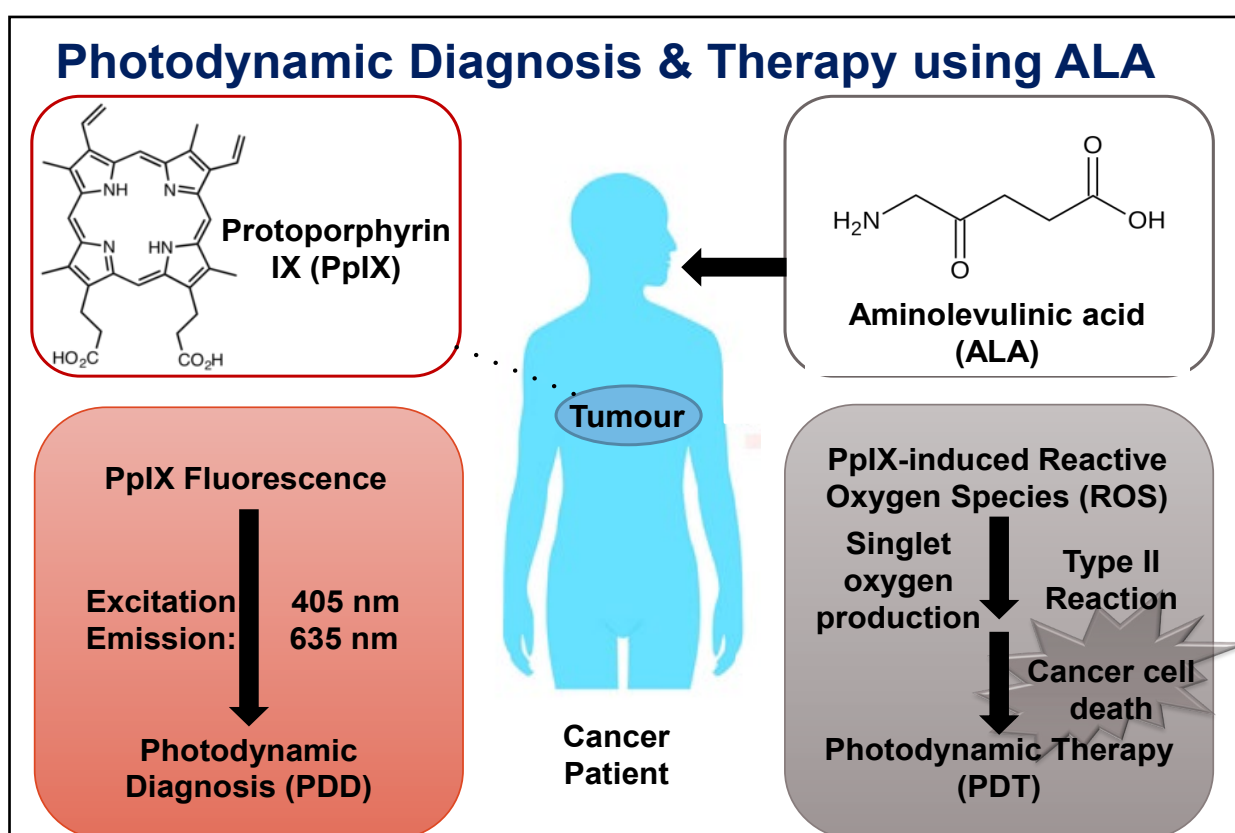 Photodynamic Diagnosis & Therapy using ALA
NH
N
N
HN
HO₂C
CO₂H
Protoporphyrin
IX (PpIX)
H₂N
O
O
OH
Aminolevulinic acid
(ALA)
Tumour
Cancer
Patient
PpIX Fluorescence
Excitation 405 nm
Emission: 635 nm
Photodynamic
Diagnosis (PDD)
PpIX-induced Reactive
Oxygen Species (ROS)
Singlet
oxygen
production
Type II
Reaction
Cancer cell
death
Photodynamic Therapy
(PDT)